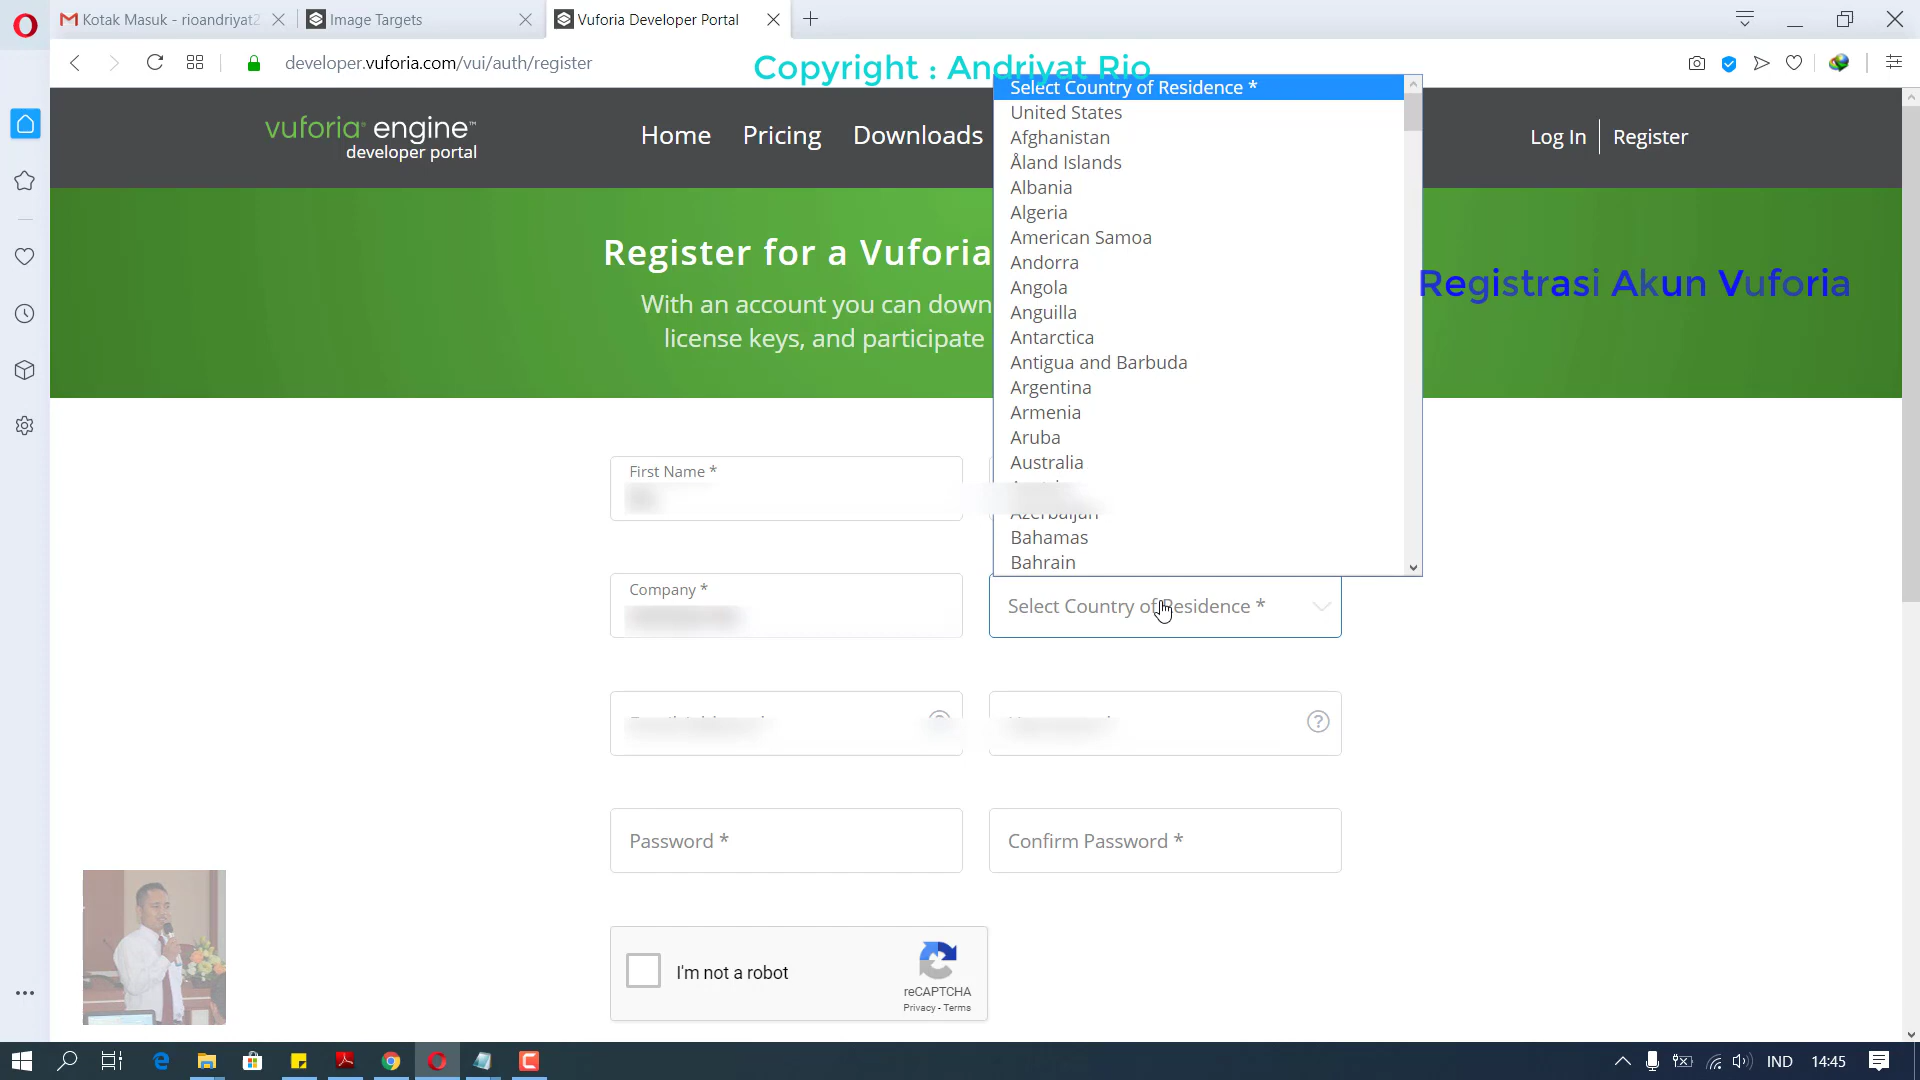 Kotak Masuk - rioandriyat2
Image Targets
Vuforia Developer Portal
developer.vuforia.com/vui/auth/register
Copyright : Andriyat Rio
vuforia engine™
developer portal
Home
Pricing
Downloads
Log In
Register
Select Country of Residence *
United States
Afghanistan
Åland Islands
Albania
Algeria
American Samoa
Andorra
Angola
Anguilla
Antarctica
Antigua and Barbuda
Argentina
Armenia
Aruba
Australia
Azerbaijan
Bahamas
Bahrain
Register for a Vuforia
With an account you can down
license keys, and participate
Registrasi Akun Vuforia
First Name *
Company *
Select Country of Residence *
Password *
Confirm Password *
I'm not a robot
reCAPTCHA
Privacy - Terms
IND
14:45